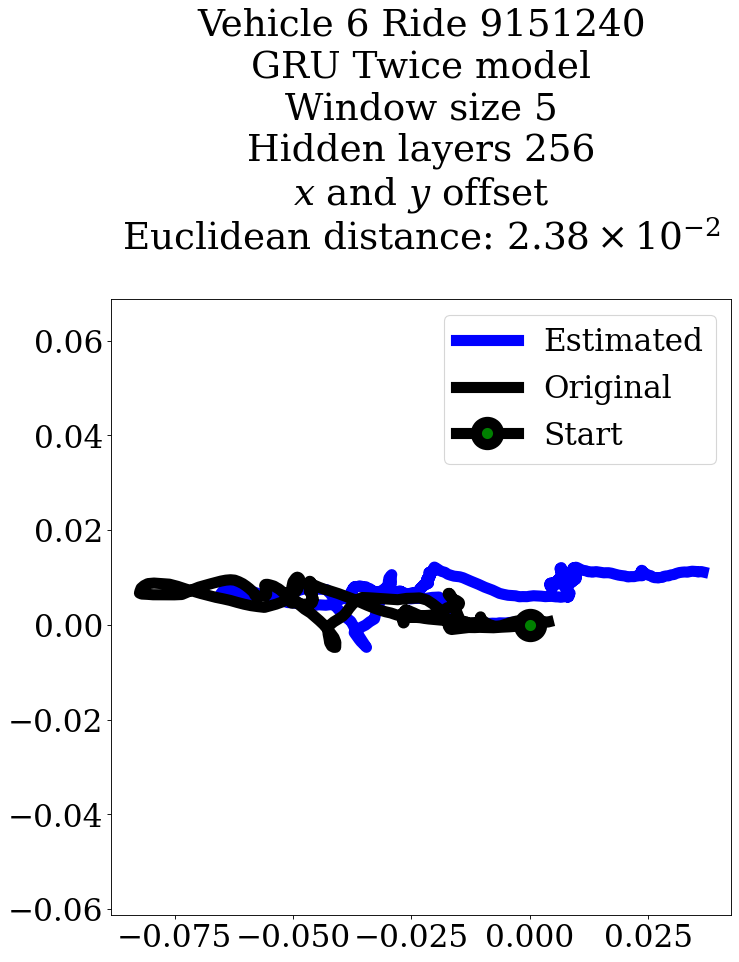 Vehicle 6 Ride 9151240
GRU Twice model
Window size 5
Hidden layers 256
x and y offset
Euclidean distance: 2.38 × 10⁻²
Estimated
Original
Start
0.06
0.04
0.02
0.00
−0.02
−0.04
−0.06
−0.075 −0.050 −0.025 0.000 0.025